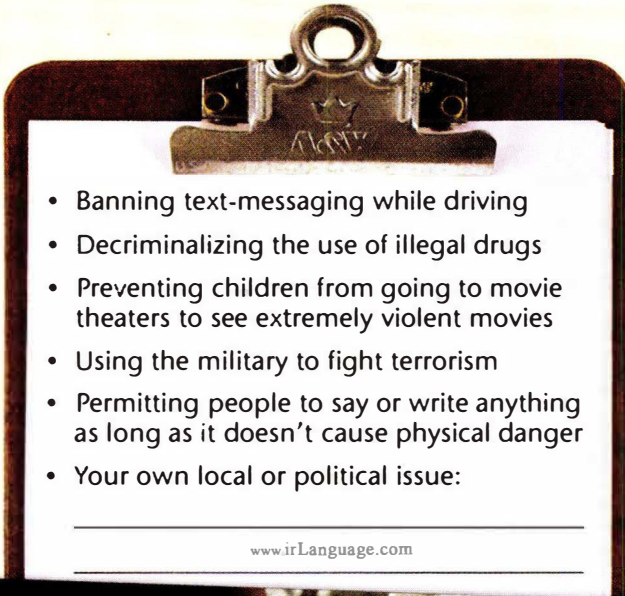 • Banning text-messaging while driving
• Decriminalizing the use of illegal drugs
• Preventing children from going to movie
theaters to see extremely violent movies
• Using the military to fight terrorism
• Permitting people to say or write anything
as long as it doesn't cause physical danger
• Your own local or political issue:
www.irLanguage.com